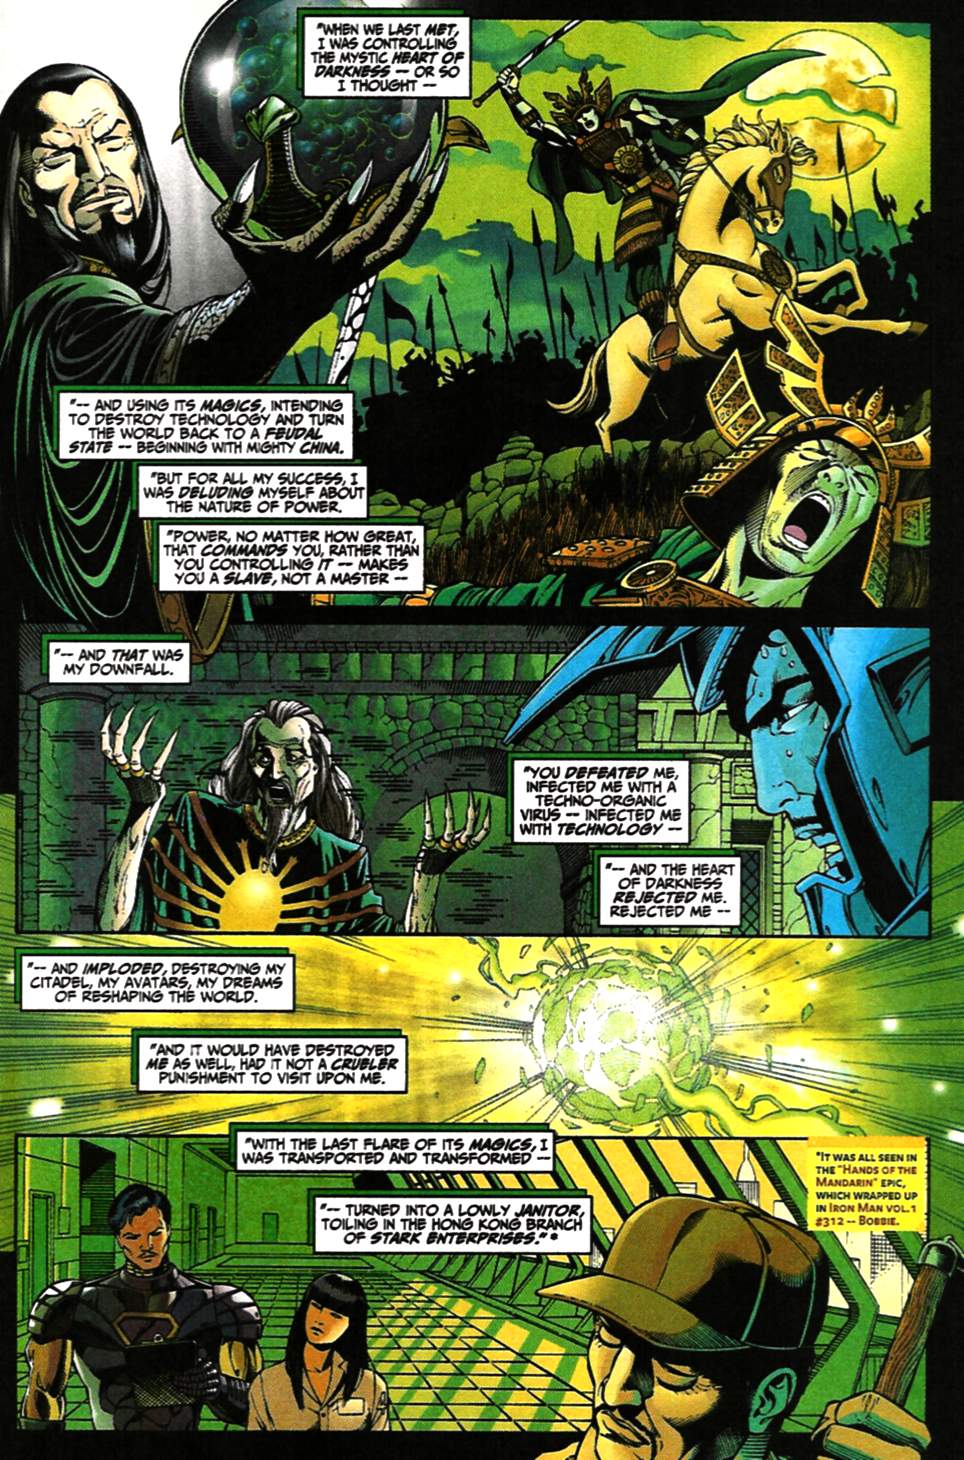 "WHEN WE LAST MET,
I WAS CONTROLLING
THE MYSTIC HEART OF
DARKNESS -- OR SO
I THOUGHT --
"-- AND USING ITS MAGICS, INTENDING
TO DESTROY TECHNOLOGY AND TURN
THE WORLD BACK TO A FEUDAL
STATE -- BEGINNING WITH MIGHTY CHINA.
"BUT FOR ALL MY SUCCESS, I
WAS DELUDING MYSELF ABOUT
THE NATURE OF POWER.
"POWER, NO MATTER HOW GREAT,
THAT COMMANDS YOU, RATHER THAN
YOU CONTROLLING IT -- MAKES
YOU A SLAVE, NOT A MASTER --
"-- AND THAT WAS
MY DOWNFALL.
"YOU DEFEATED ME,
INFECTED ME WITH A
TECHNO-ORGANIC
VIRUS -- INFECTED ME
WITH TECHNOLOGY --
"-- AND THE HEART
OF DARKNESS
REJECTED ME.
REJECTED ME --
"-- AND IMPLODED, DESTROYING MY
CITADEL, MY AVATARS, MY DREAMS
OF RESHAPING THE WORLD.
"AND IT WOULD HAVE DESTROYED
ME AS WELL, HAD IT NOT A CRUELER
PUNISHMENT TO VISIT UPON ME.
"WITH THE LAST FLARE OF ITS MAGICS, I
WAS TRANSPORTED AND TRANSFORMED --
"-- TURNED INTO A LOWLY JANITOR,
TOILING IN THE HONG KONG BRANCH
OF STARK ENTERPRISES."*
*IT WAS ALL SEEN IN
THE "HANDS OF THE
MANDARIN" EPIC,
WHICH WRAPPED UP
IN IRON MAN VOL.1
#312 -- BOBBIE.